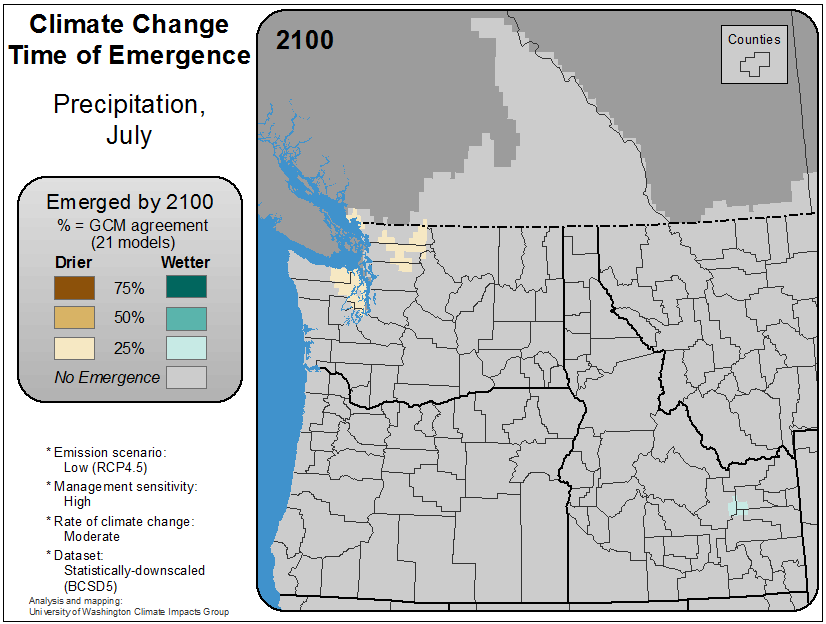 Climate Change
Time of Emergence
Precipitation,
July
Emerged by 2100
% = GCM agreement
(21 models)
Drier Wetter
75%
50%
25%
No Emergence
* Emission scenario:
Low (RCP4.5)
* Management sensitivity:
High
* Rate of climate change:
Moderate
* Dataset:
Statistically-downscaled
(BCSD5)
Analysis and mapping:
University of Washington Climate Impacts Group
2100
Counties